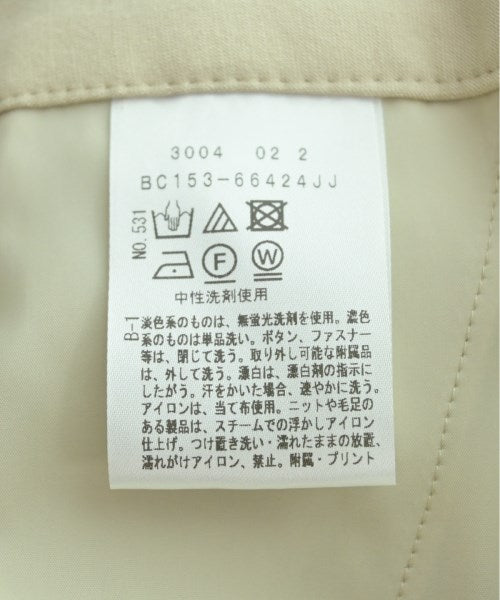 3004 02 2
BC153-66424JJ
NO.531
F W
中性洗剤使用
B-1
淡色系のものは、無蛍光洗剤を使用。濃色
系のものは単品洗い。ボタン、ファスナー
等は、閉じて洗う。取り外し可能な附属品
は、外して洗う。漂白は、漂白剤の指示に
したがう。汗をかいた場合、速やかに洗う。
アイロンは、当て布使用。ニットや毛足の
ある製品は、スチームでの浮かしアイロン
仕上げ。つけ置き洗い・濡れたままの放置、
濡れがけアイロン、禁止。附属・プリント